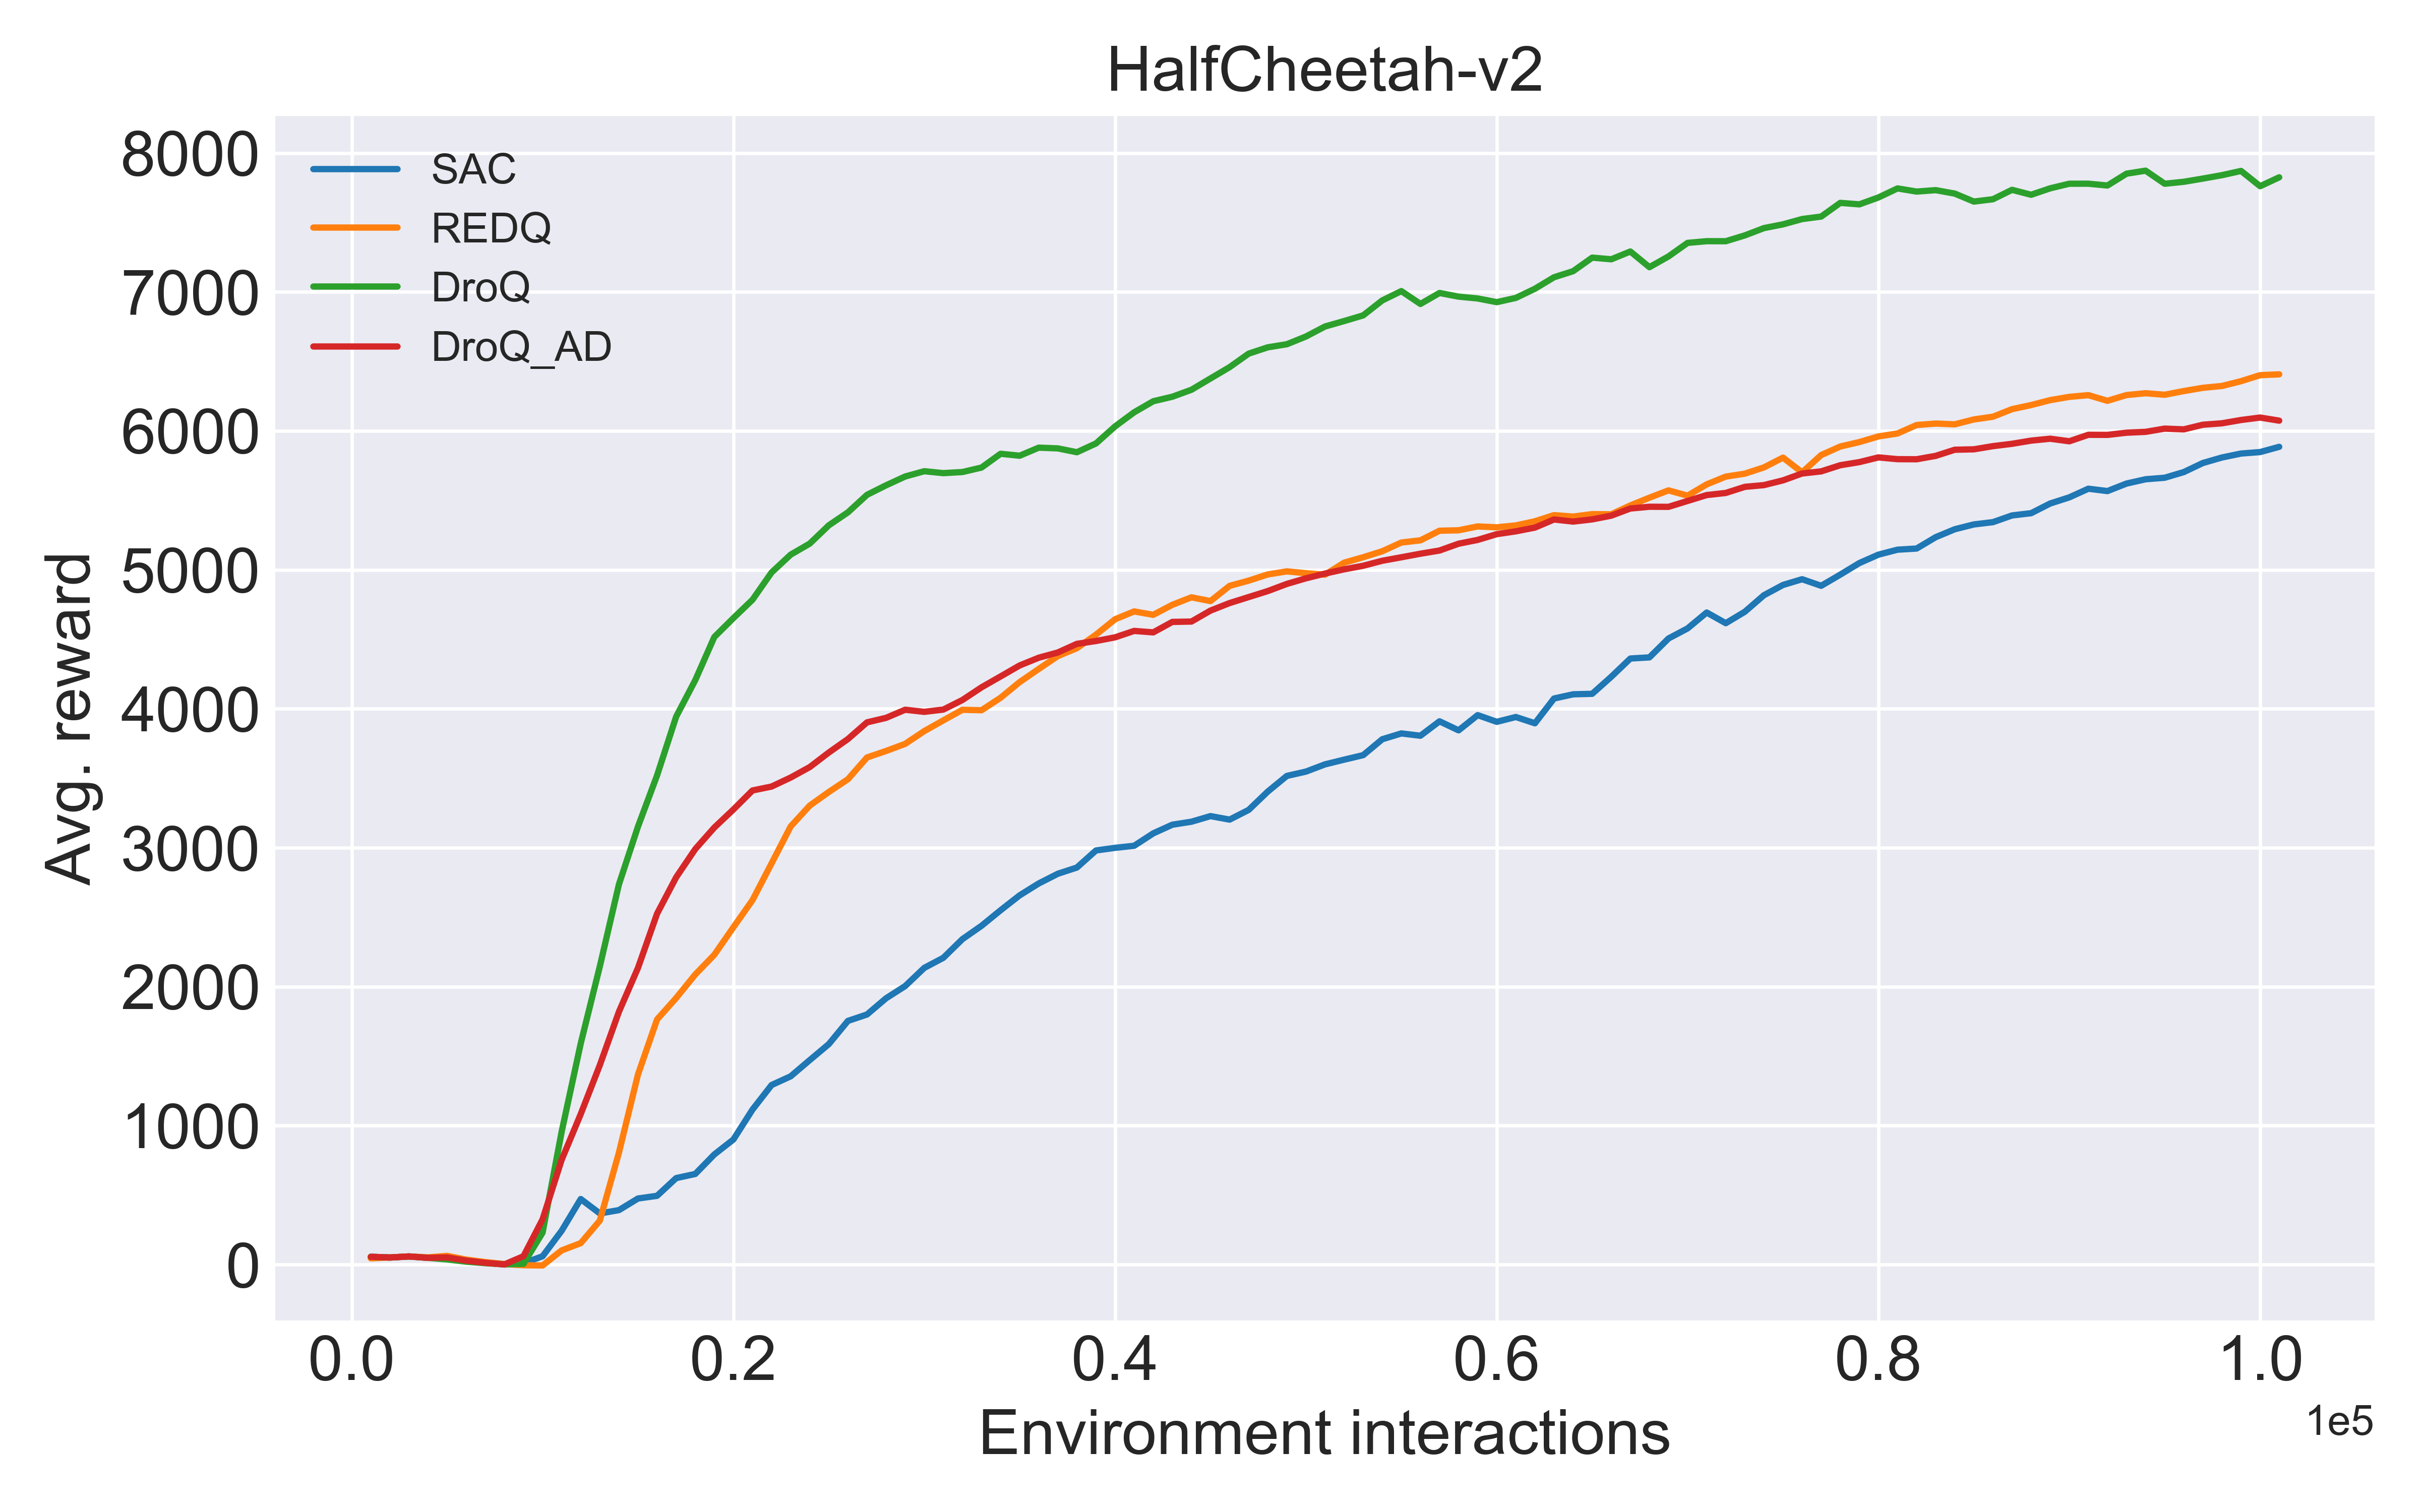 HalfCheetah-v2
8000
7000
6000
5000
4000
3000
2000
1000
0
Avg. reward
SAC
REDQ
DroQ
DroQ_AD
0.0 0.2 0.4 0.6 0.8 1.0
1e5
Environment interactions